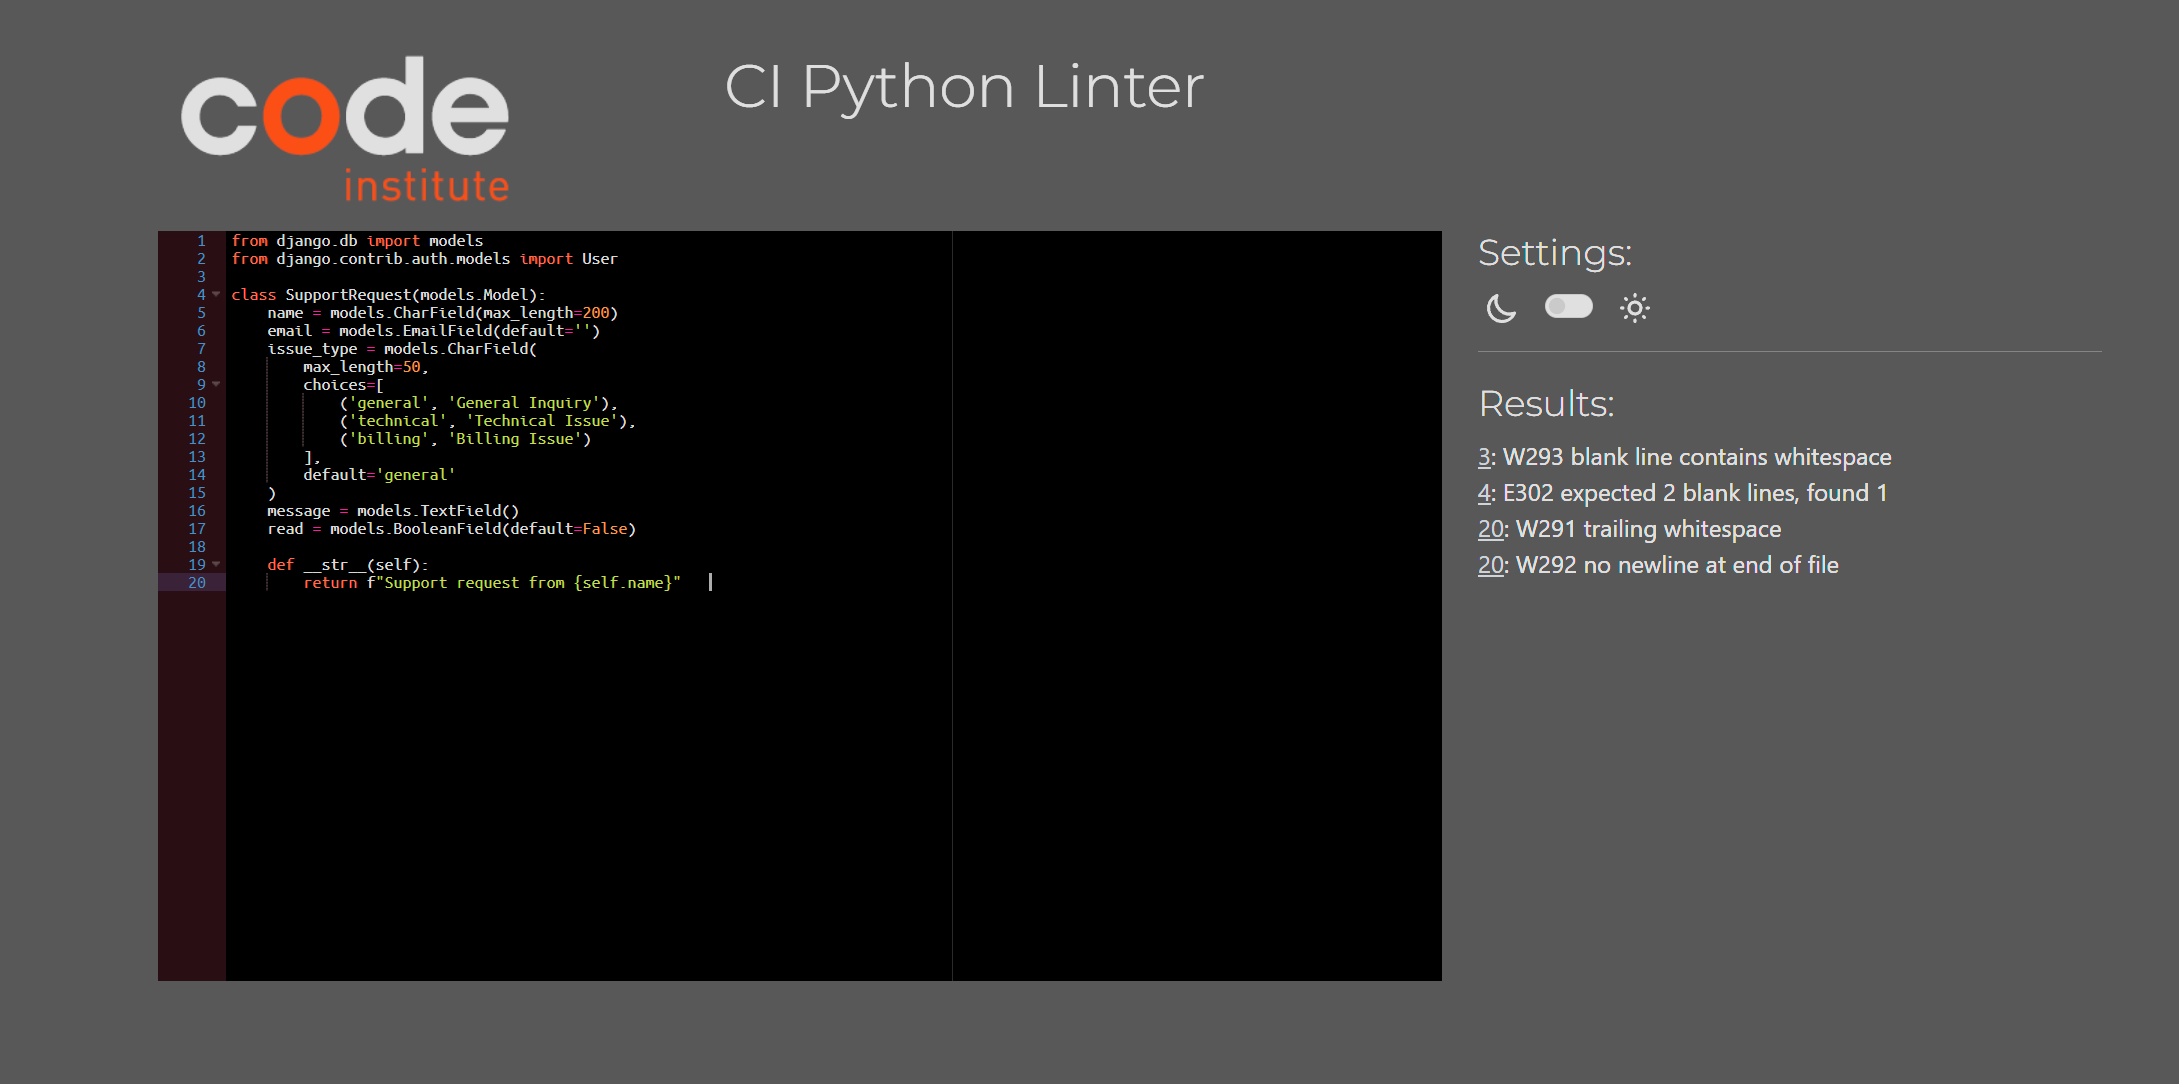 code
institute
CI Python Linter
1 from django.db import models
2 from django.contrib.auth.models import User
3
4 class SupportRequest(models.Model):
5     name = models.CharField(max_length=200)
6     email = models.EmailField(default='')
7     issue_type = models.CharField(
8         max_length=50,
9         choices=[
10             ('general', 'General Inquiry'),
11             ('technical', 'Technical Issue'),
12             ('billing', 'Billing Issue')
13         ],
14         default='general'
15     )
16     message = models.TextField()
17     read = models.BooleanField(default=False)
18
19     def __str__(self):
20         return f"Support request from {self.name}"
Settings:
Results:
3: W293 blank line contains whitespace
4: E302 expected 2 blank lines, found 1
20: W291 trailing whitespace
20: W292 no newline at end of file